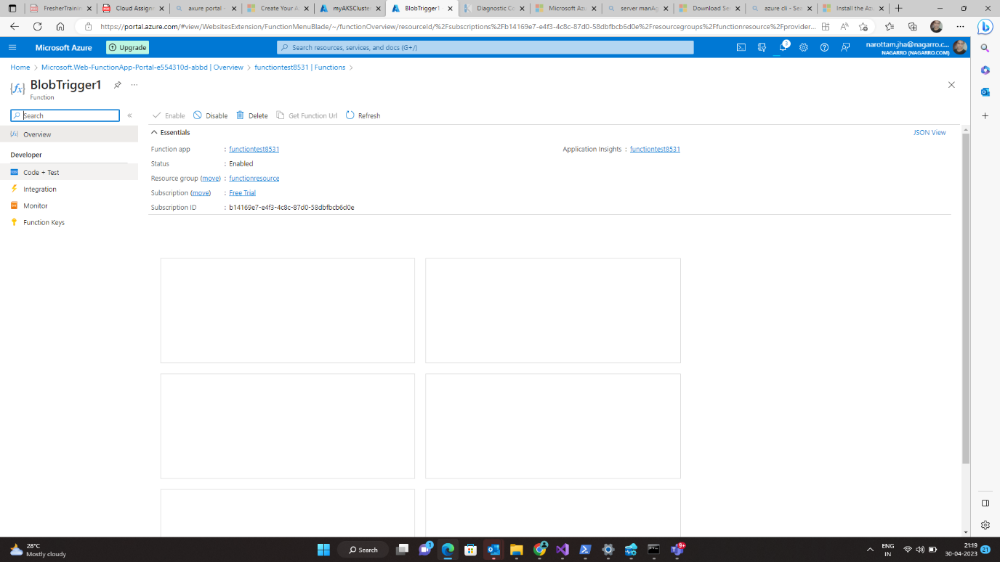 FresherTrainin
Cloud Assignm
axure portal -
Create Your A
myAKSCluster
BlobTrigger1
Diagnostic Co
Microsoft Azu
server manAg
Download Se
azure cli - Sea
Install the Az
https://portal.azure.com/#view/WebsitesExtension/FunctionMenuBlade/~/functionOverview/resourceId/%2Fsubscriptions%2Fb14169e7-e4f3-4c8c-87d0-58dbfbcb6d0e%2Fresourcegroups%2Ffunctionresource%2Fprovider...
Microsoft Azure
Upgrade
Search resources, services, and docs (G+/)
3
narottam.jha@nagarro.c...
NAGARRO (NAGARRO.COM)
Home > Microsoft.Web-FunctionApp-Portal-e554310d-abbd | Overview > functiontest8531 | Functions >
BlobTrigger1
Function
Search
Enable
Disable
Delete
Get Function Url
Refresh
Overview
Developer
Code + Test
Integration
Monitor
Function Keys
Essentials
JSON View
Function app : functiontest8531
Application Insights : functiontest8531
Status : Enabled
Resource group (move) : functionresource
Subscription (move) : Free Trial
Subscription ID : b14169e7-e4f3-4c8c-87d0-58dbfbcb6d0e
28°C
Mostly cloudy
Search
1
9+
ENG
IN
21:19
30-04-2023
21